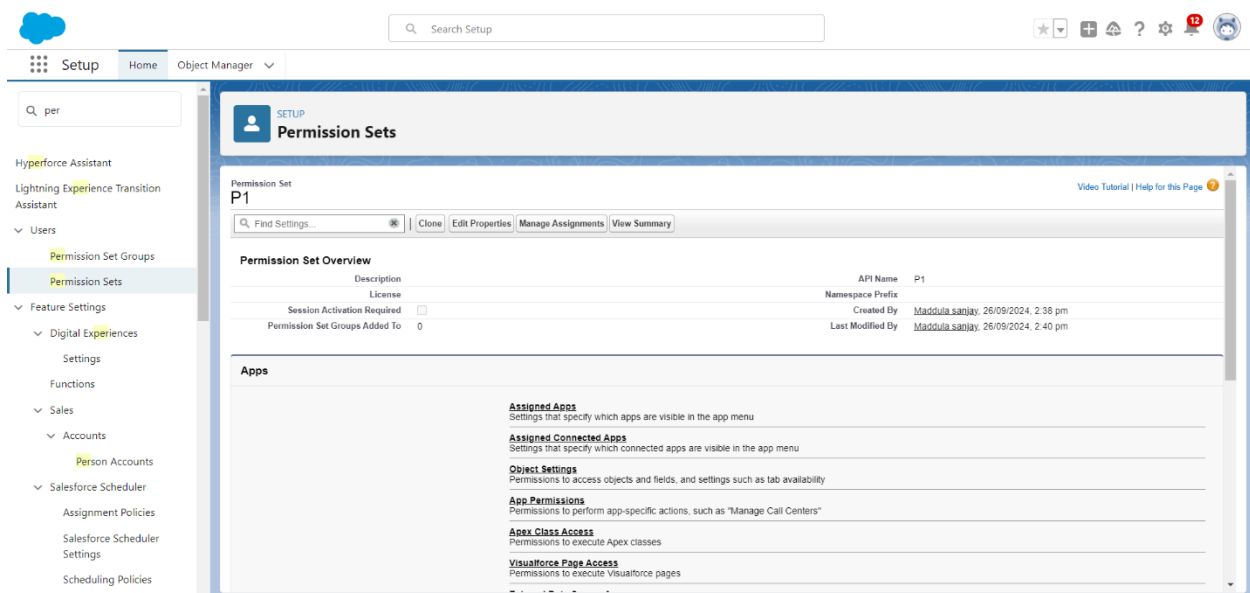 Search Setup
12
Setup Home Object Manager
per
Hyperforce Assistant
Lightning Experience Transition
Assistant
Users
Permission Set Groups
Permission Sets
Feature Settings
Digital Experiences
Settings
Functions
Sales
Accounts
Person Accounts
Salesforce Scheduler
Assignment Policies
Salesforce Scheduler
Settings
Scheduling Policies
SETUP
Permission Sets
Permission Set
P1
Video Tutorial | Help for this Page
Find Settings... | Clone Edit Properties Manage Assignments View Summary
Permission Set Overview
Description API Name P1
License Namespace Prefix
Session Activation Required Created By Maddula sanjay, 26/09/2024, 2:38 pm
Permission Set Groups Added To 0 Last Modified By Maddula sanjay, 26/09/2024, 2:40 pm
Apps
Assigned Apps
Settings that specify which apps are visible in the app menu
Assigned Connected Apps
Settings that specify which connected apps are visible in the app menu
Object Settings
Permissions to access objects and fields, and settings such as tab availability
App Permissions
Permissions to perform app-specific actions, such as "Manage Call Centers"
Apex Class Access
Permissions to execute Apex classes
Visualforce Page Access
Permissions to execute Visualforce pages